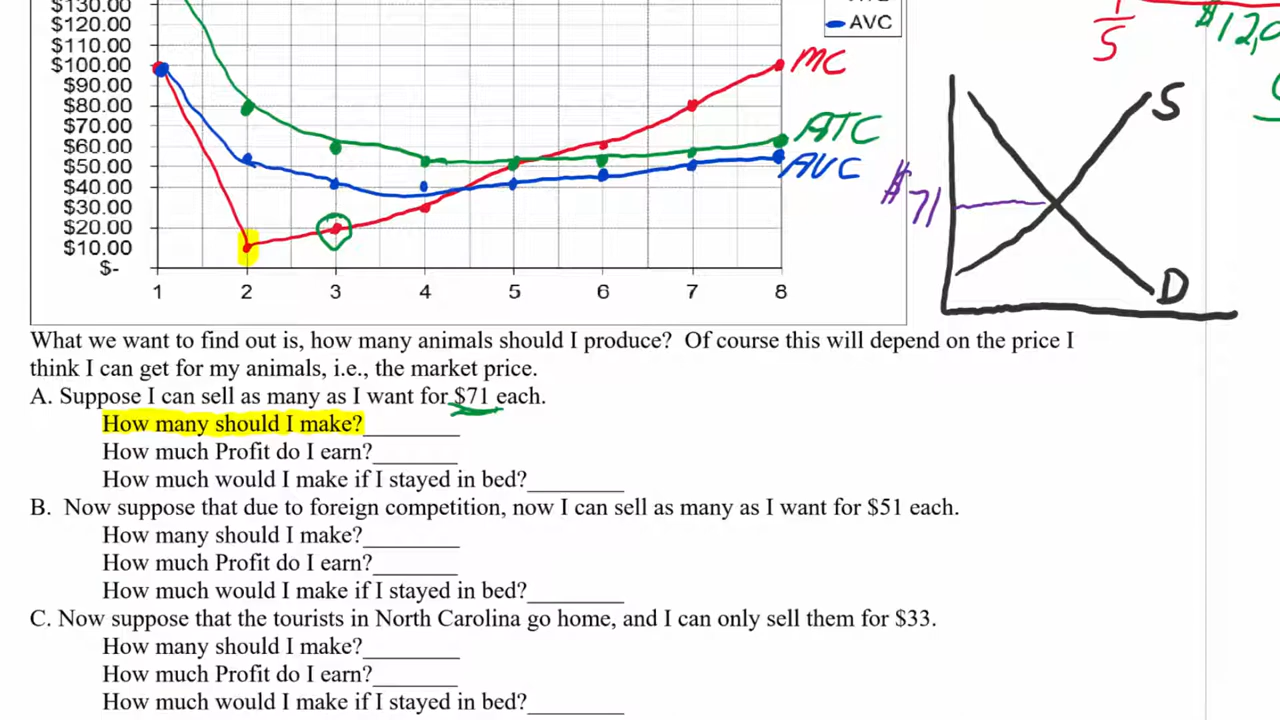 $130.00
$120.00
$110.00
$100.00
$90.00
$80.00
$70.00
$60.00
$50.00
$40.00
$30.00
$20.00
$10.00
$-
1 2 3 4 5 6 7 8
AVC
MC
ATC
AVC
1
5
$12,0
$71
S
D
What we want to find out is, how many animals should I produce? Of course this will depend on the price I
think I can get for my animals, i.e., the market price.
A. Suppose I can sell as many as I want for $71 each.
How many should I make?________
How much Profit do I earn?_______
How much would I make if I stayed in bed?________
B. Now suppose that due to foreign competition, now I can sell as many as I want for $51 each.
How many should I make?________
How much Profit do I earn?_______
How much would I make if I stayed in bed?________
C. Now suppose that the tourists in North Carolina go home, and I can only sell them for $33.
How many should I make?________
How much Profit do I earn?_______
How much would I make if I stayed in bed?________